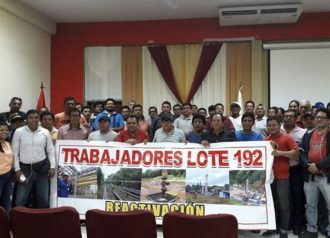 TRABAJADORES LOTE 192
REACTIVACIÓN